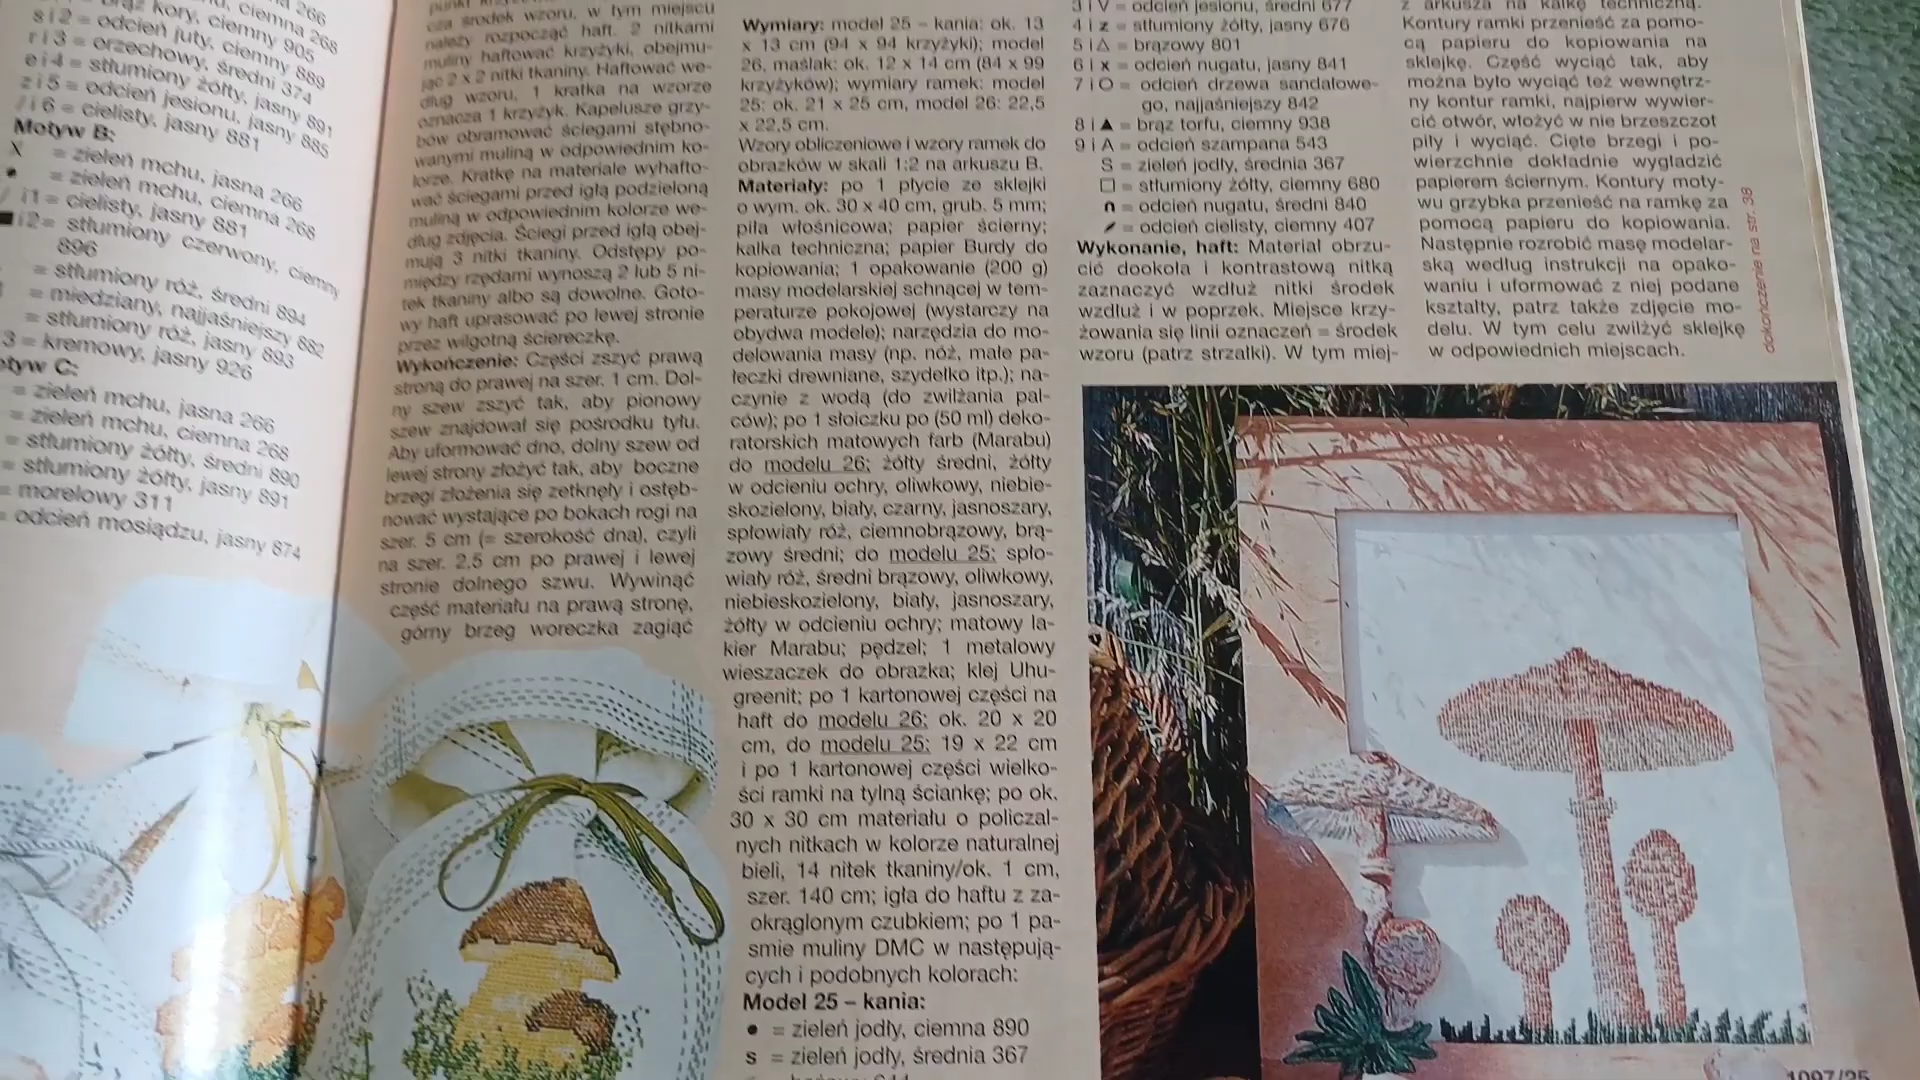 ciemna 266
brąz kory, ciemny 905
ciemna 268
s i 2 = odcień juty, ciemny 889
r i 3 = orzechowy, średni 374
e i 4 = stłumiony żółty, jasny 891
z i 5 = odcień jesionu, jasny 885
/ i 6 = cielisty, jasny 881
Motyw B:
X = zieleń mchu, jasna 266
• = zieleń mchu, ciemna 268
/ i 1 = cielisty, jasny 881
■ i 2 = stłumiony czerwony, ciemny
896
= stłumiony róż, średni 894
= miedziany, najjaśniejszy 882
= stłumiony róż, jasny 893
3 = kremowy, jasny 926
otyw C:
= zieleń mchu, jasna 266
= zieleń mchu, ciemna 268
= stłumiony żółty, średni 890
= stłumiony żółty, jasny 891
= morelowy 311
= odcień mosiądzu, jasny 874
cza środek wzoru, w tym miejscu
należy rozpocząć haft. 2 nitkami
muliny haftować krzyżyki, obejmu-
jąc 2 x 2 nitki tkaniny. Haftować we-
dług wzoru, 1 kratka na wzorze
oznacza 1 krzyżyk. Kapelusze grzy-
bów obramować ściegami stębno-
wanymi muliną w odpowiednim ko-
lorze. Kratkę na materiale wyhafto-
wać ściegami przed igłą podzieloną
muliną w odpowiednim kolorze we-
dług zdjęcia. Ściegi przed igłą obej-
mują 3 nitki tkaniny. Odstępy po-
między rzędami wynoszą 2 lub 5 ni-
tek tkaniny albo są dowolne. Goto-
wy haft uprasować po lewej stronie
przez wilgotną ściereczkę.
Wykończenie: Części zszyć prawą
stroną do prawej na szer. 1 cm. Dol-
ny szew zszyć tak, aby pionowy
szew znajdował się pośrodku tyłu.
Aby uformować dno, dolny szew od
lewej strony złożyć tak, aby boczne
brzegi złożenia się zetknęły i ostęb-
nować wystające po bokach rogi na
szer. 5 cm (= szerokość dna), czyli
na szer. 2,5 cm po prawej i lewej
stronie dolnego szwu. Wywinąć
część materiału na prawą stronę,
górny brzeg woreczka zagiąć
Wymiary: model 25 – kania: ok. 13
x 13 cm (94 x 94 krzyżyki); model
26, maślak: ok. 12 x 14 cm (84 x 99
krzyżyków); wymiary ramek: model
25: ok. 21 x 25 cm, model 26: 22,5
x 22,5 cm.
Wzory obliczeniowe i wzory ramek do
obrazków w skali 1:2 na arkuszu B.
Materiały: po 1 płycie ze sklejki
o wym. ok. 30 x 40 cm, grub. 5 mm;
piła włośnicowa; papier ścierny;
kalka techniczna; papier Burdy do
kopiowania; 1 opakowanie (200 g)
masy modelarskiej schnącej w tem-
peraturze pokojowej (wystarczy na
obydwa modele); narzędzia do mo-
delowania masy (np. nóż, małe pa-
łeczki drewniane, szydełko itp.); na-
czynie z wodą (do zwilżania pal-
ców); po 1 słoiczku po (50 ml) deko-
ratorskich matowych farb (Marabu)
do modelu 26: żółty średni, żółty
w odcieniu ochry, oliwkowy, niebie-
skozielony, biały, czarny, jasnoszary,
spłowiały róż, ciemnobrązowy, brą-
zowy średni; do modelu 25: spło-
wiały róż, średni brązowy, oliwkowy,
niebieskozielony, biały, jasnoszary,
żółty w odcieniu ochry; matowy la-
kier Marabu; pędzel; 1 metalowy
wieszaczek do obrazka; klej Uhu-
greenit; po 1 kartonowej części na
haft do modelu 26: ok. 20 x 20
cm, do modelu 25: 19 x 22 cm
i po 1 kartonowej części wielko-
ści ramki na tylną ściankę; po ok.
30 x 30 cm materiału o policzal-
nych nitkach w kolorze naturalnej
bieli, 14 nitek tkaniny/ok. 1 cm,
szer. 140 cm; igła do haftu z za-
okrąglonym czubkiem; po 1 pa-
smie muliny DMC w następują-
cych i podobnych kolorach:
Model 25 – kania:
• = zieleń jodły, ciemna 890
s = zieleń jodły, średnia 367
3 i V = odcień jesionu, średni 677
4 i z = stłumiony żółty, jasny 676
5 i △ = brązowy 801
6 i x = odcień nugatu, jasny 841
7 i O = odcień drzewa sandałowe-
go, najjaśniejszy 842
8 i ▲ = brąz torfu, ciemny 938
9 i A = odcień szampana 543
S = zieleń jodły, średnia 367
□ = stłumiony żółty, ciemny 680
∩ = odcień nugatu, średni 840
= odcień cielisty, ciemny 407
Wykonanie, haft: Materiał obrzu-
cić dookoła i kontrastową nitką
zaznaczyć wzdłuż nitki środek
wzdłuż i w poprzek. Miejsce krzy-
żowania się linii oznaczeń = środek
wzoru (patrz strzałki). W tym miej-
z arkusza na kalkę techniczną.
Kontury ramki przenieść za pomo-
cą papieru do kopiowania na
sklejkę. Część wyciąć tak, aby
można było wyciąć też wewnętrz-
ny kontur ramki, najpierw wywier-
cić otwór, włożyć w nie brzeszczot
piły i wyciąć. Cięte brzegi i po-
wierzchnie dokładnie wygładzić
papierem ściernym. Kontury moty-
wu grzybka przenieść na ramkę za
pomocą papieru do kopiowania.
Następnie rozrobić masę modelar-
ską według instrukcji na opako-
waniu i uformować z niej podane
kształty, patrz także zdjęcie mo-
delu. W tym celu zwilżyć sklejkę
w odpowiednich miejscach.
dokończenie na str. 38
1097/25